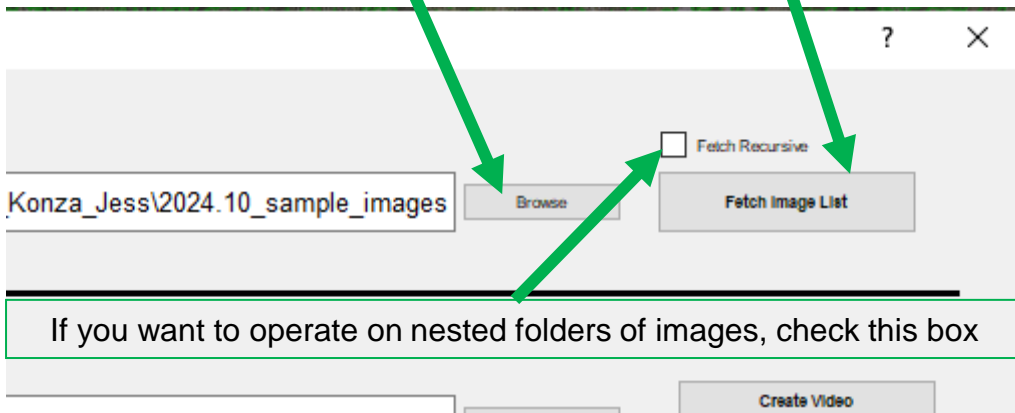 ?
Fetch Recursive
_Konza_Jess\2024.10_sample_images
Browse
Fetch Image List
If you want to operate on nested folders of images, check this box
Create Video